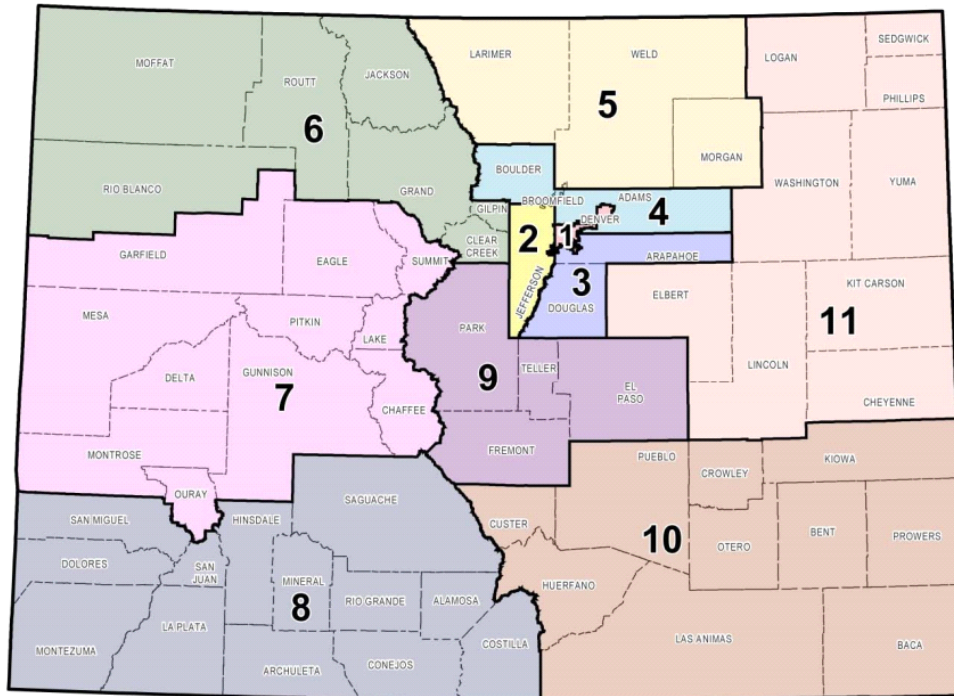 SEDGWICK
LARIMER
WELD
LOGAN
MOFFAT
JACKSON
ROUTT
PHILLIPS
5
6
MORGAN
BOULDER
WASHINGTON
YUMA
RIO BLANCO
GRAND
BROOMFIELD
ADAMS
GILPIN
4
DENVER
1
2
CLEAR
CREEK
GARFIELD
EAGLE
SUMMIT
ARAPAHOE
3
KIT CARSON
JEFFERSON
ELBERT
DOUGLAS
MESA
PITKIN
PARK
11
LAKE
TELLER
LINCOLN
DELTA
GUNNISON
9
EL
PASO
7
CHEYENNE
CHAFFEE
FREMONT
MONTROSE
PUEBLO
KIOWA
CROWLEY
OURAY
SAGUACHE
SAN MIGUEL
HINSDALE
CUSTER
10
BENT
PROWERS
OTERO
DOLORES
SAN
JUAN
MINERAL
HUERFANO
8
RIO GRANDE
ALAMOSA
LA PLATA
LAS ANIMAS
COSTILLA
BACA
MONTEZUMA
CONEJOS
ARCHULETA